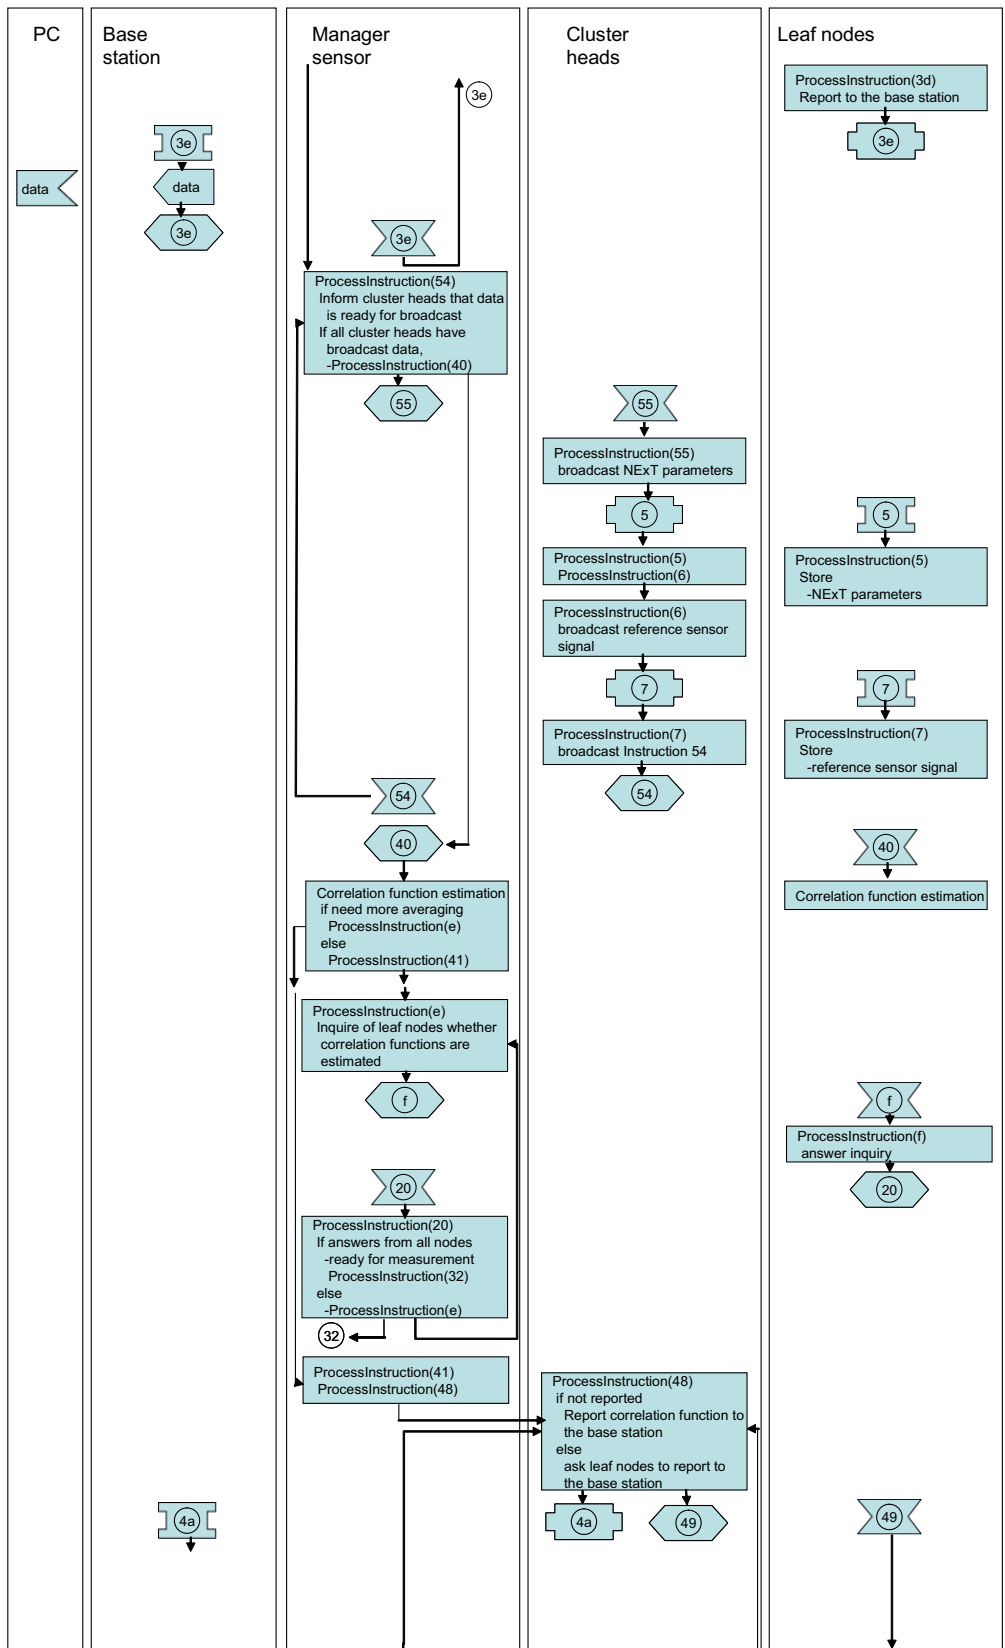 PC
Base
station
Manager
sensor
Cluster
heads
Leaf nodes
data
3e
data
3e
3e
3e
ProcessInstruction(54)
Inform cluster heads that data
is ready for broadcast
If all cluster heads have
broadcast data,
-ProcessInstruction(40)
55
54
40
Correlation function estimation
if need more averaging
ProcessInstruction(e)
else
ProcessInstruction(41)
ProcessInstruction(e)
Inquire of leaf nodes whether
correlation functions are
estimated
f
20
ProcessInstruction(20)
If answers from all nodes
-ready for measurement
ProcessInstruction(32)
else
-ProcessInstruction(e)
32
ProcessInstruction(41)
ProcessInstruction(48)
4a
55
ProcessInstruction(55)
broadcast NExT parameters
5
ProcessInstruction(5)
ProcessInstruction(6)
ProcessInstruction(6)
broadcast reference sensor
signal
7
ProcessInstruction(7)
broadcast Instruction 54
54
ProcessInstruction(48)
if not reported
Report correlation function to
the base station
else
ask leaf nodes to report to
the base station
4a
49
ProcessInstruction(3d)
Report to the base station
3e
5
ProcessInstruction(5)
Store
-NExT parameters
7
ProcessInstruction(7)
Store
-reference sensor signal
40
Correlation function estimation
f
ProcessInstruction(f)
answer inquiry
20
49